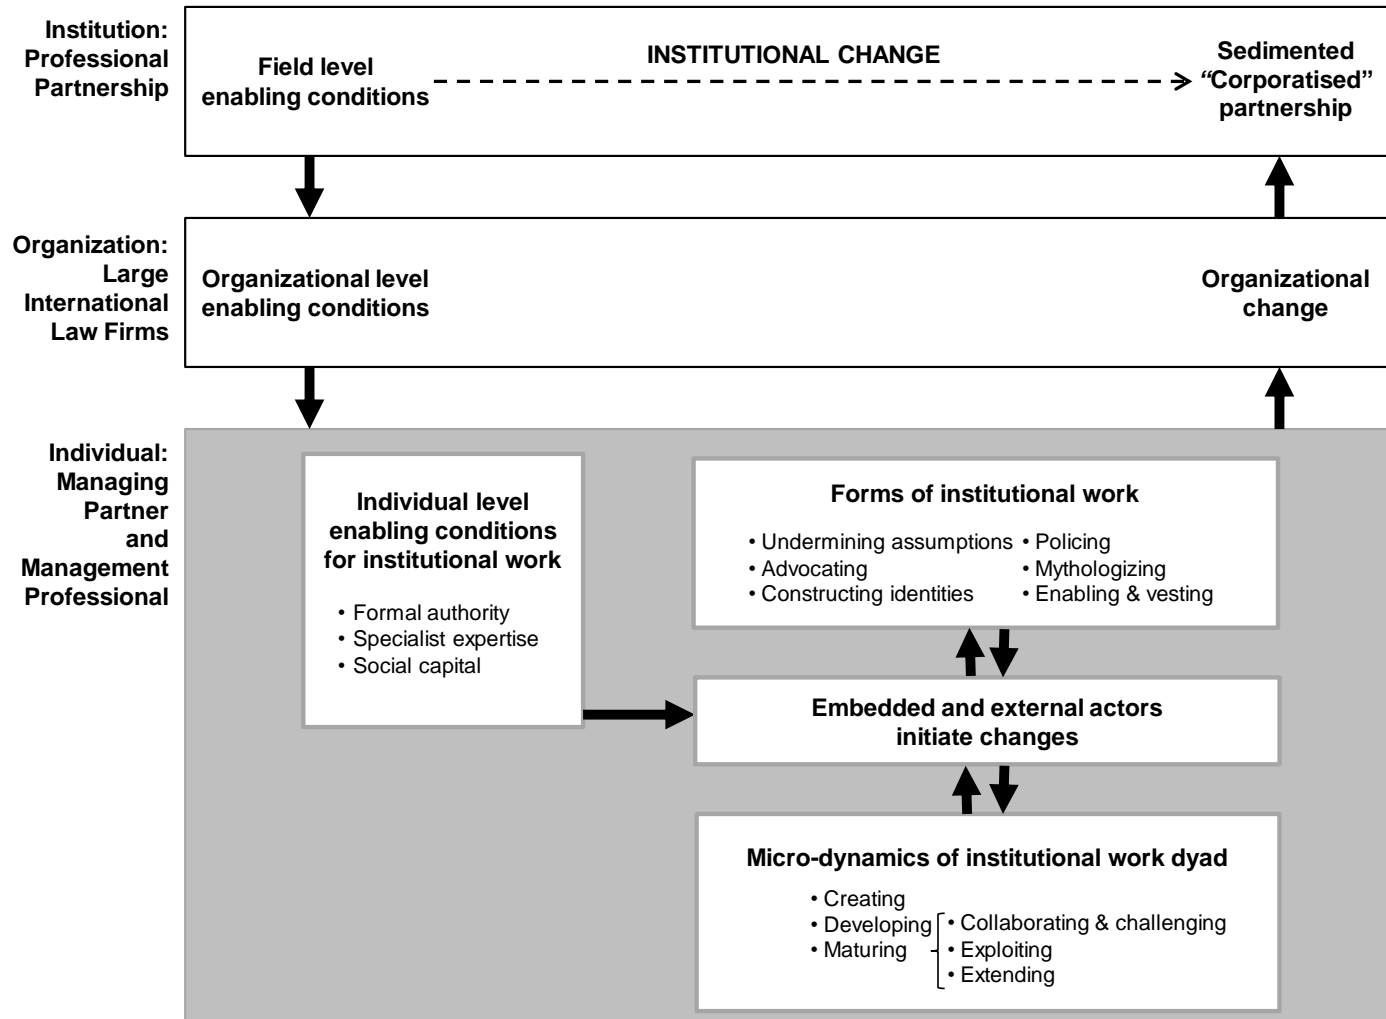 Institution:
Professional
Partnership
Field level
enabling conditions
INSTITUTIONAL CHANGE
Sedimented
“Corporatised”
partnership
Organization:
Large
International
Law Firms
Organizational level
enabling conditions
Organizational
change
Individual:
Managing
Partner
and
Management
Professional
Individual level
enabling conditions
for institutional work
• Formal authority
• Specialist expertise
• Social capital
Forms of institutional work
• Undermining assumptions
• Advocating
• Constructing identities
• Policing
• Mythologizing
• Enabling & vesting
Embedded and external actors
initiate changes
Micro-dynamics of institutional work dyad
• Creating
• Developing
• Maturing
• Collaborating & challenging
• Exploiting
• Extending